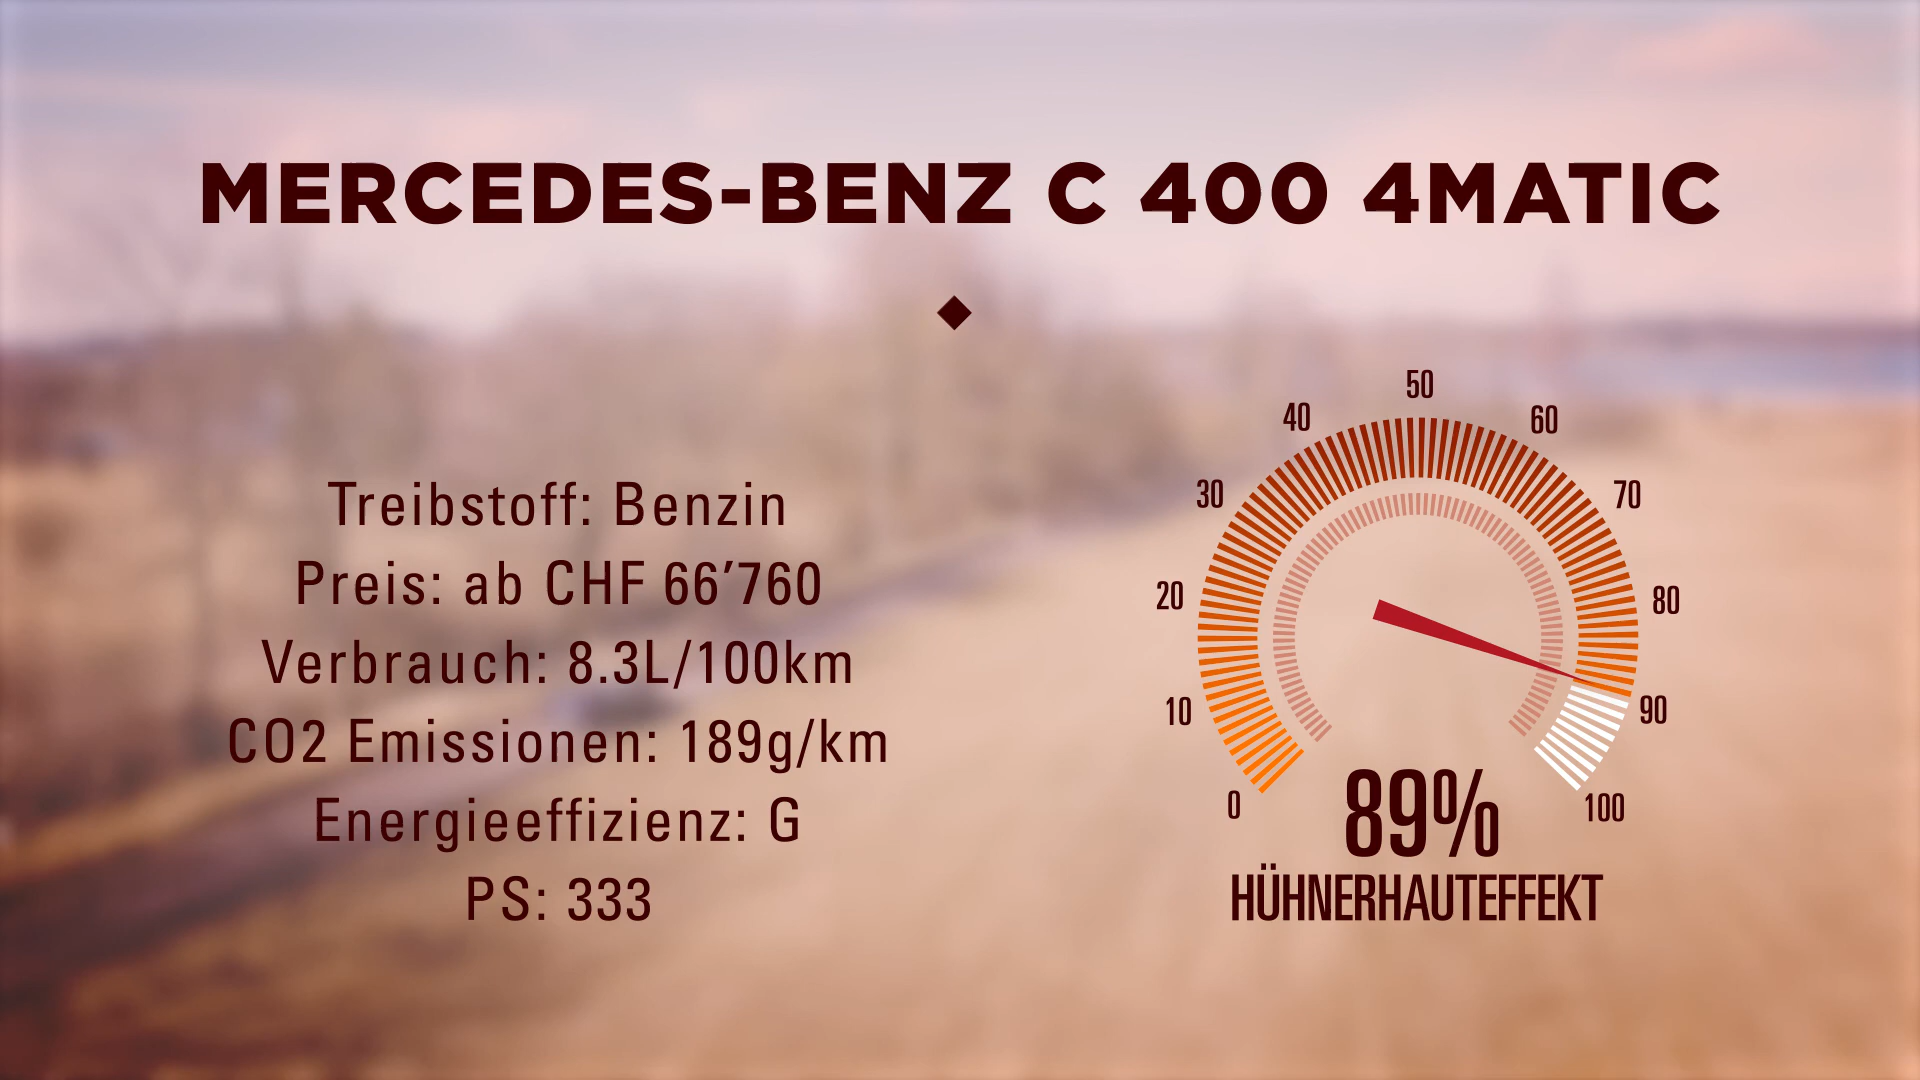 MERCEDES-BENZ C 400 4MATIC
Treibstoff: Benzin
Preis: ab CHF 66’760
Verbrauch: 8.3L/100km
CO2 Emissionen: 189g/km
Energieeffizienz: G
PS: 333
0
10
20
30
40
50
60
70
80
90
100
89%
HÜHNERHAUTEFFEKT